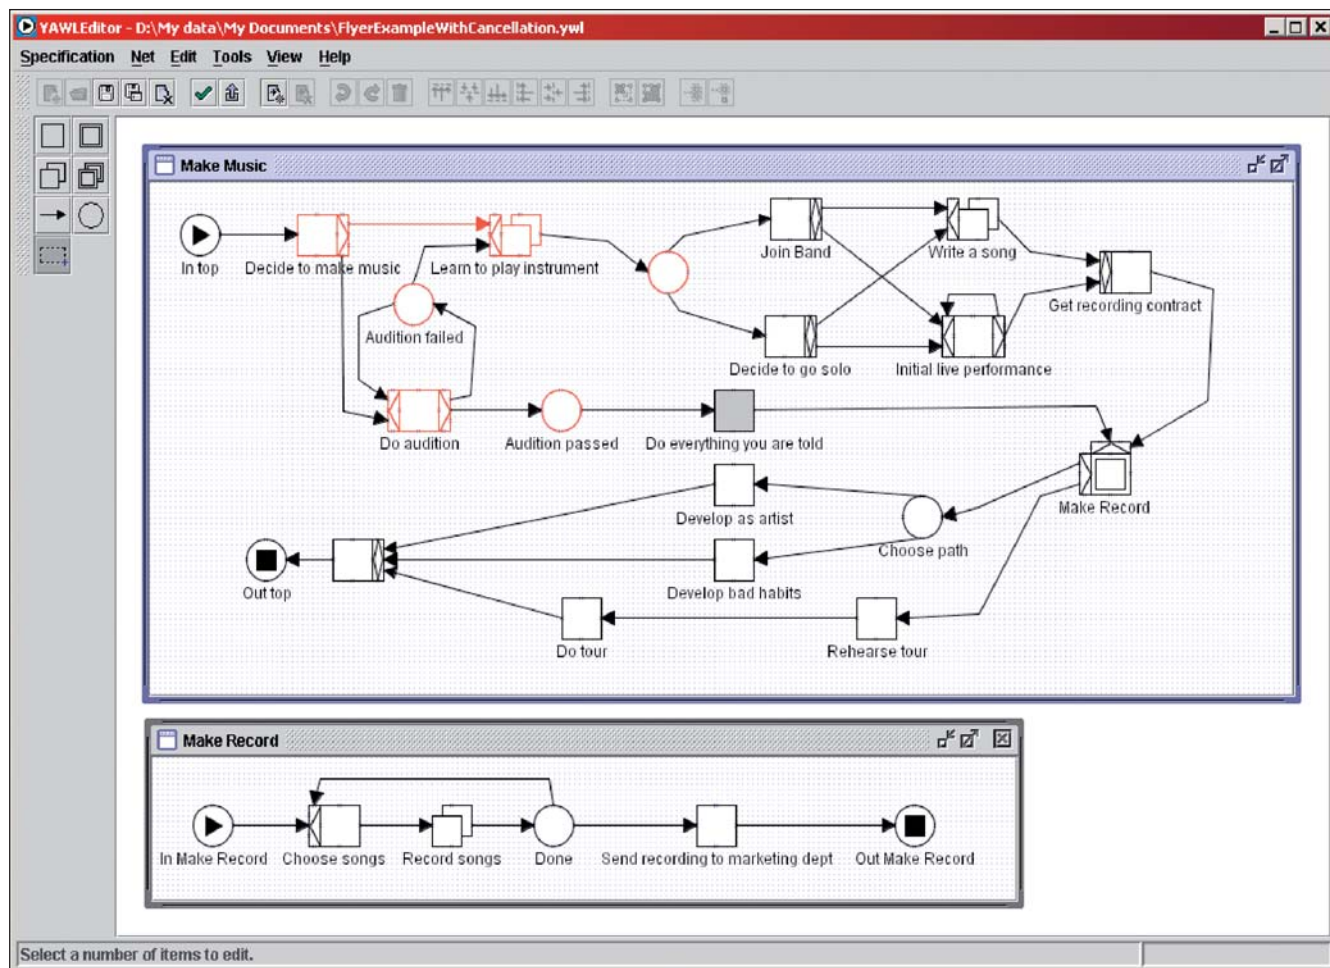 YAWLEditor - D:\My data\My Documents\FlyerExampleWithCancellation.ywl
Specification Net Edit Tools View Help
Make Music
In top
Decide to make music
Learn to play instrument
Join Band
Write a song
Get recording contract
Audition failed
Decide to go solo
Initial live performance
Do audition
Audition passed
Do everything you are told
Make Record
Develop as artist
Choose path
Out top
Develop bad habits
Do tour
Rehearse tour
Make Record
In Make Record
Choose songs
Record songs
Done
Send recording to marketing dept
Out Make Record
Select a number of items to edit.